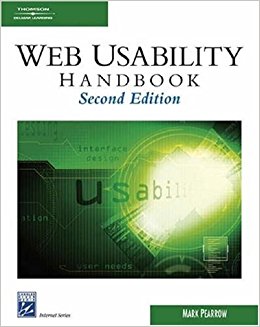 THOMSON
DELMAR LEARNING
WEB USABILITY
HANDBOOK
Second Edition
interface
design
usabili
user needs
MARK PEARROW
Internet Series